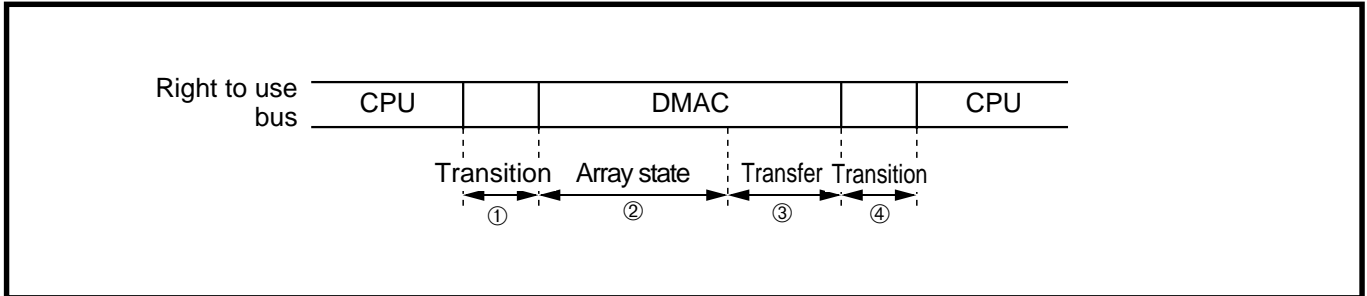 Right to use
bus
CPU
DMAC
CPU
Transition
Array state
Transfer
Transition
①
②
③
④